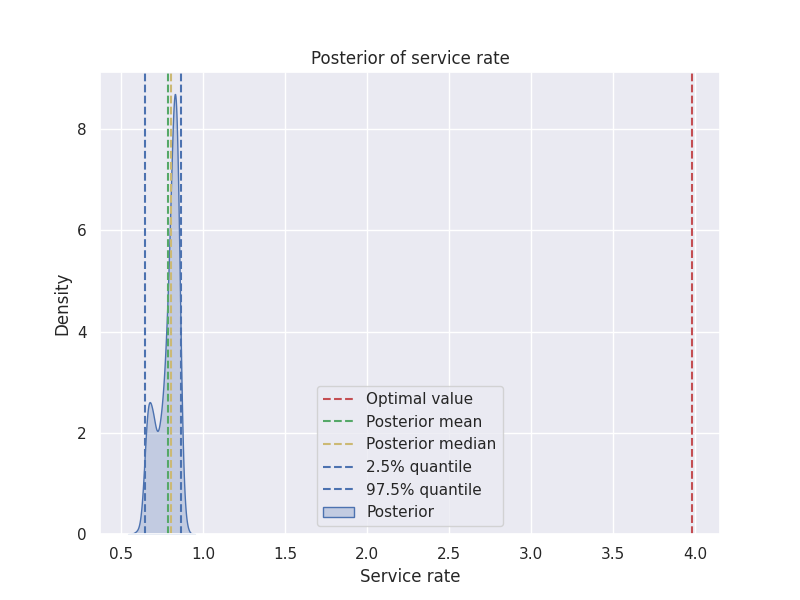 Posterior of service rate
Density
8
6
4
2
0
0.5 1.0 1.5 2.0 2.5 3.0 3.5 4.0
Service rate
Optimal value
Posterior mean
Posterior median
2.5% quantile
97.5% quantile
Posterior